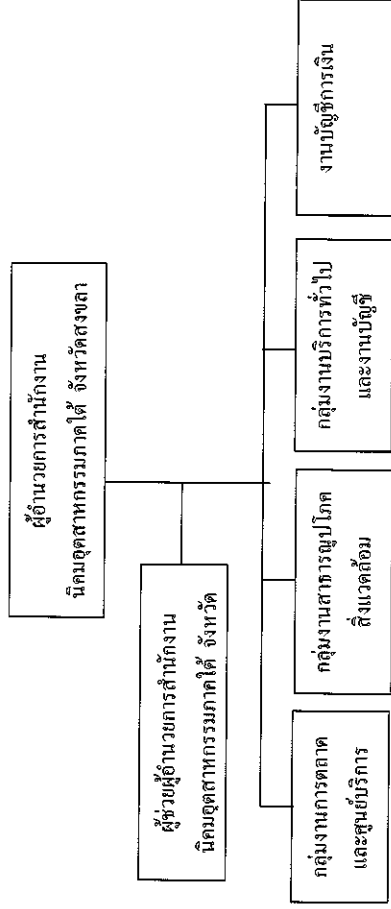 ผู้อำนวยการสำนักงาน
นิคมอุตสาหกรรมภาคใต้ จังหวัดสงขลา
ผู้ช่วยผู้อำนวยการสำนักงาน
นิคมอุตสาหกรรมภาคใต้ จังหวัด
กลุ่มงานการตลาด
และศูนย์บริการ
กลุ่มงานสาธารณูปโภค
สิ่งแวดล้อม
กลุ่มงานบริการทั่วไป
และงานบัญชี
งานบัญชีการเงิน